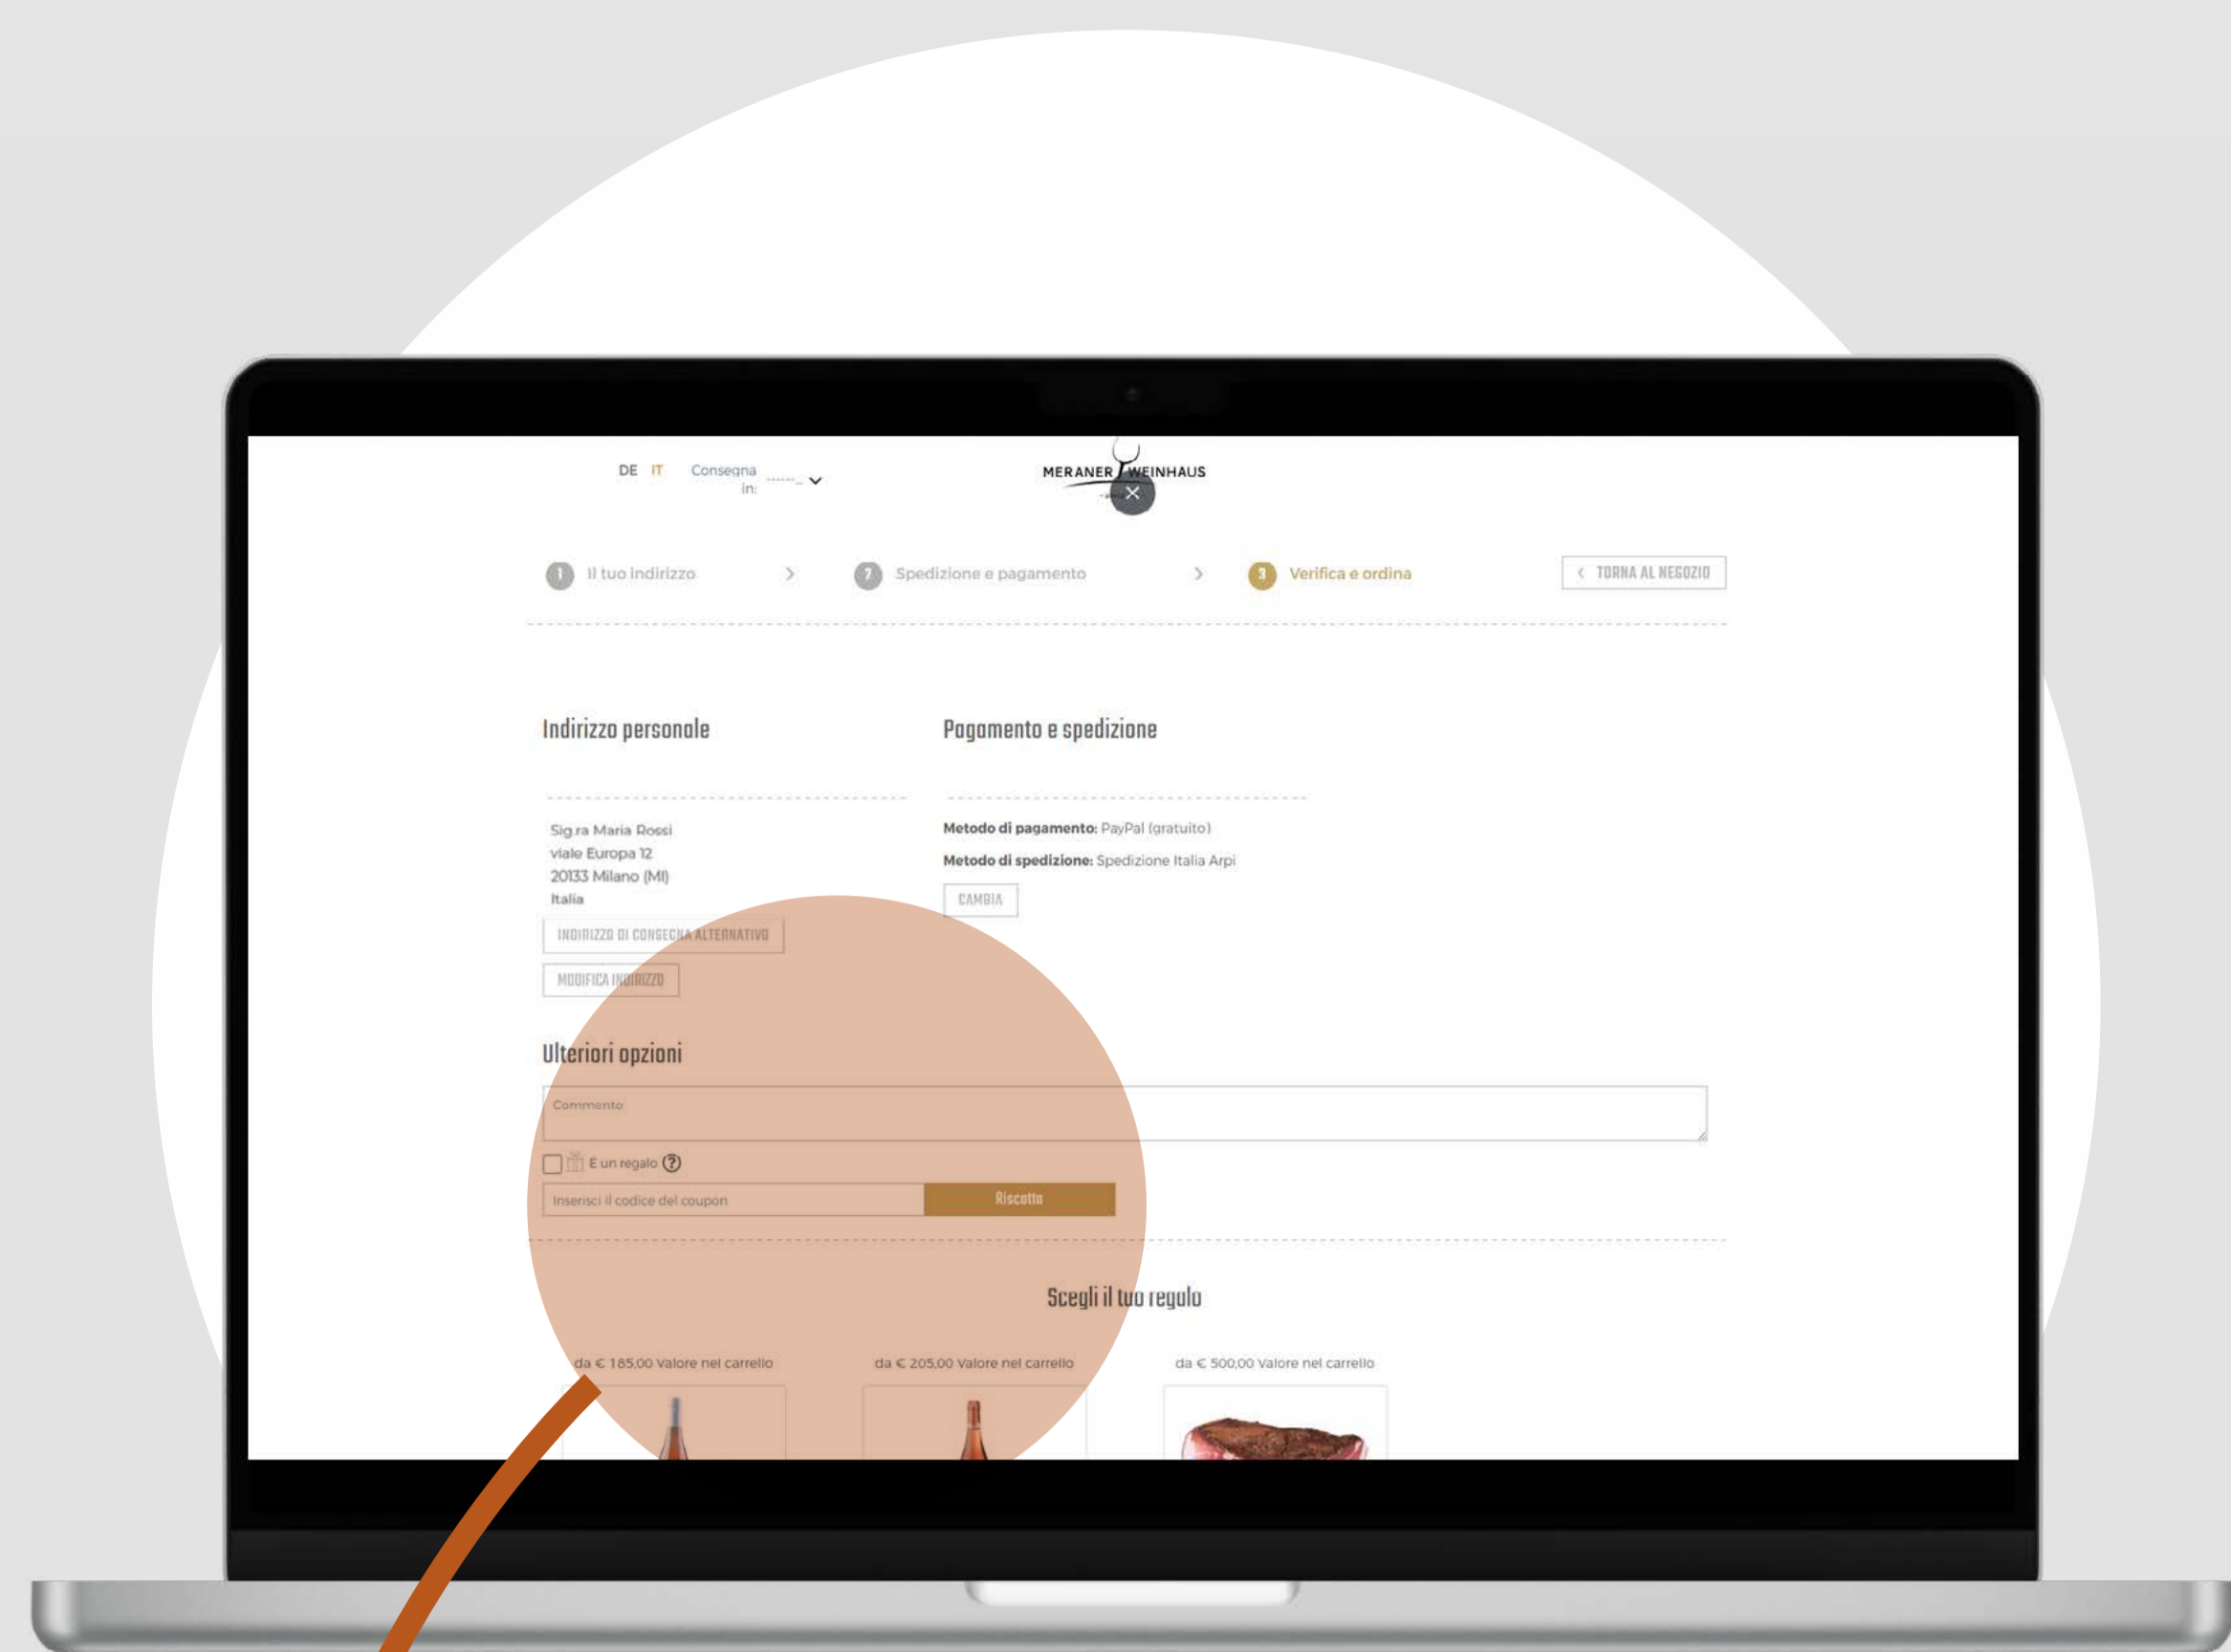 DE IT Consegna in:
MERANER WEINHAUS
1 Il tuo indirizzo > 2 Spedizione e pagamento > 3 Verifica e ordina < TORNA AL NEGOZIO
Indirizzo personale
Sig.ra Maria Rossi
viale Europa 12
20133 Milano (MI)
Italia
INDIRIZZO DI CONSEGNA ALTERNATIVO
MODIFICA INDIRIZZO
Pagamento e spedizione
Metodo di pagamento: PayPal (gratuito)
Metodo di spedizione: Spedizione Italia Arpi
CAMBIA
Ulteriori opzioni
Commento
E un regalo ?
Inserisci il codice del coupon Riscatta
Scegli il tuo regalo
da € 185,00 Valore nel carrello da € 205,00 Valore nel carrello da € 500,00 Valore nel carrello